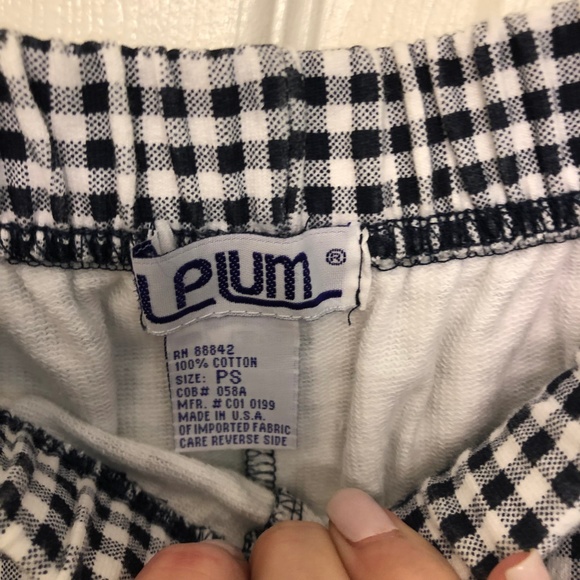 PLUM ®
RN 88842
100% COTTON
SIZE: PS
COB# 058A
MFR. # C01 0199
MADE IN U.S.A.
OF IMPORTED FABRIC
CARE REVERSE SIDE